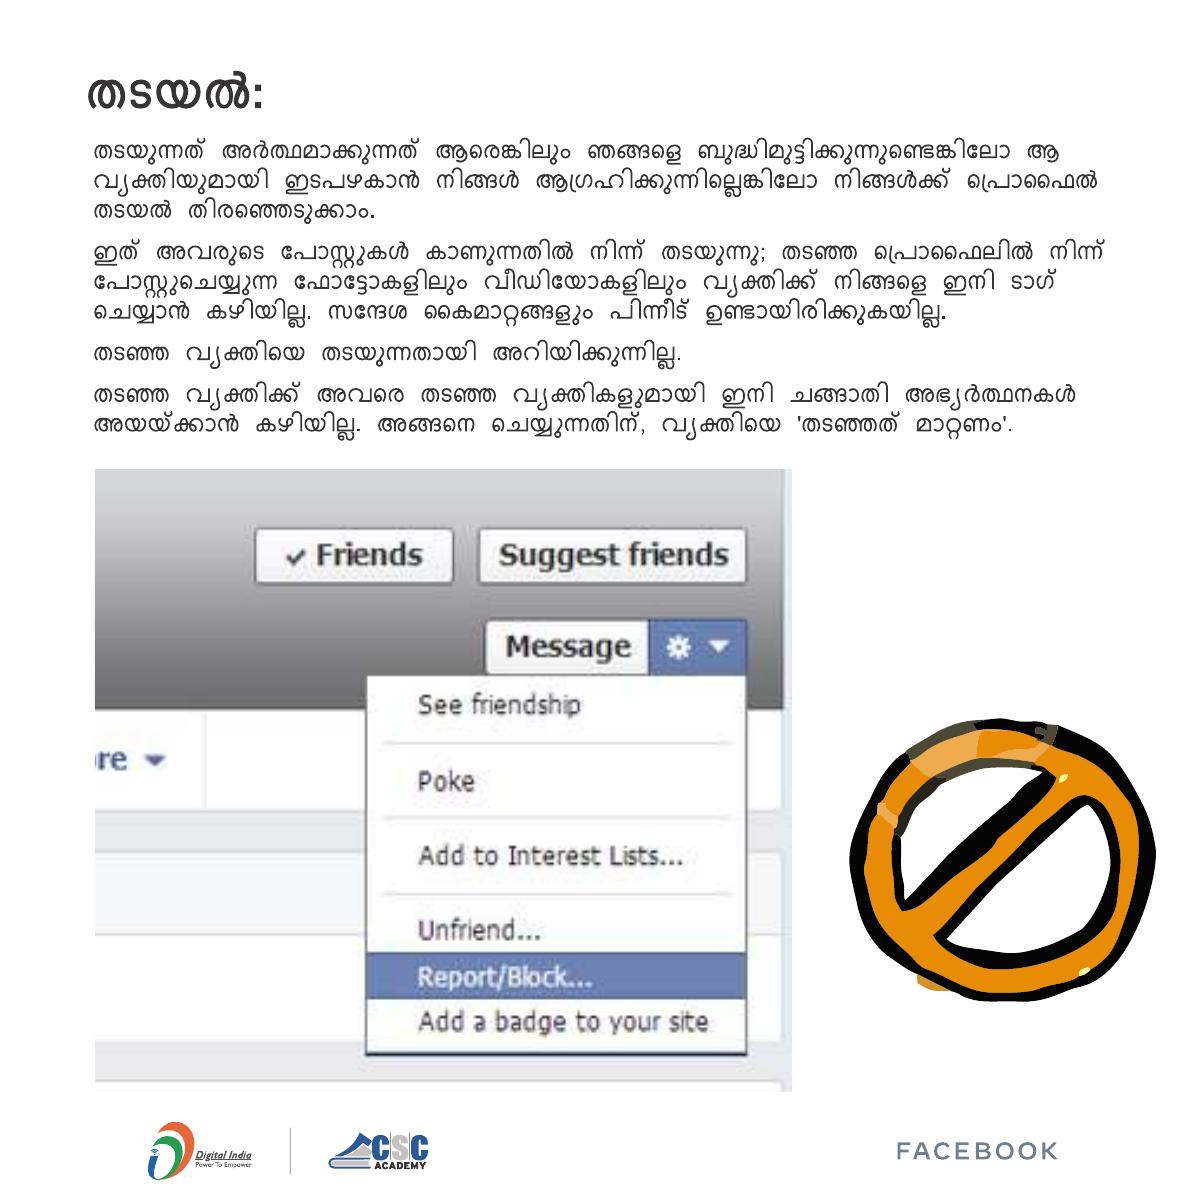 തടയൽ:
തടയുന്നത് അർത്ഥമാക്കുന്നത് ആരെങ്കിലും ഞങ്ങളെ ബുദ്ധിമുട്ടിക്കുന്നുണ്ടെങ്കിലോ ആ
വ്യക്തിയുമായി ഇടപഴകാൻ നിങ്ങൾ ആഗ്രഹിക്കുന്നില്ലെങ്കിലോ നിങ്ങൾക്ക് പ്രൊഫൈൽ
തടയൽ തിരഞ്ഞെടുക്കാം.
ഇത് അവരുടെ പോസ്റ്റുകൾ കാണുന്നതിൽ നിന്ന് തടയുന്നു; തടഞ്ഞ പ്രൊഫൈലിൽ നിന്ന്
പോസ്റ്റുചെയ്യുന്ന ഫോട്ടോകളിലും വീഡിയോകളിലും വ്യക്തിക്ക് നിങ്ങളെ ഇനി ടാഗ്
ചെയ്യാൻ കഴിയില്ല. സന്ദേശ കൈമാറ്റങ്ങളും പിന്നീട് ഉണ്ടായിരിക്കുകയില്ല.
തടഞ്ഞ വ്യക്തിയെ തടയുന്നതായി അറിയിക്കുന്നില്ല.
തടഞ്ഞ വ്യക്തിക്ക് അവരെ തടഞ്ഞ വ്യക്തികളുമായി ഇനി ചങ്ങാതി അഭ്യർത്ഥനകൾ
അയയ്ക്കാൻ കഴിയില്ല. അങ്ങനെ ചെയ്യുന്നതിന്, വ്യക്തിയെ 'തടഞ്ഞത് മാറ്റണം'.
Friends Suggest friends
Message
See friendship
ore
Poke
Add to Interest Lists...
Unfriend...
Report/Block...
Add a badge to your site
Digital India
Power To Empower
CSC
ACADEMY
FACEBOOK